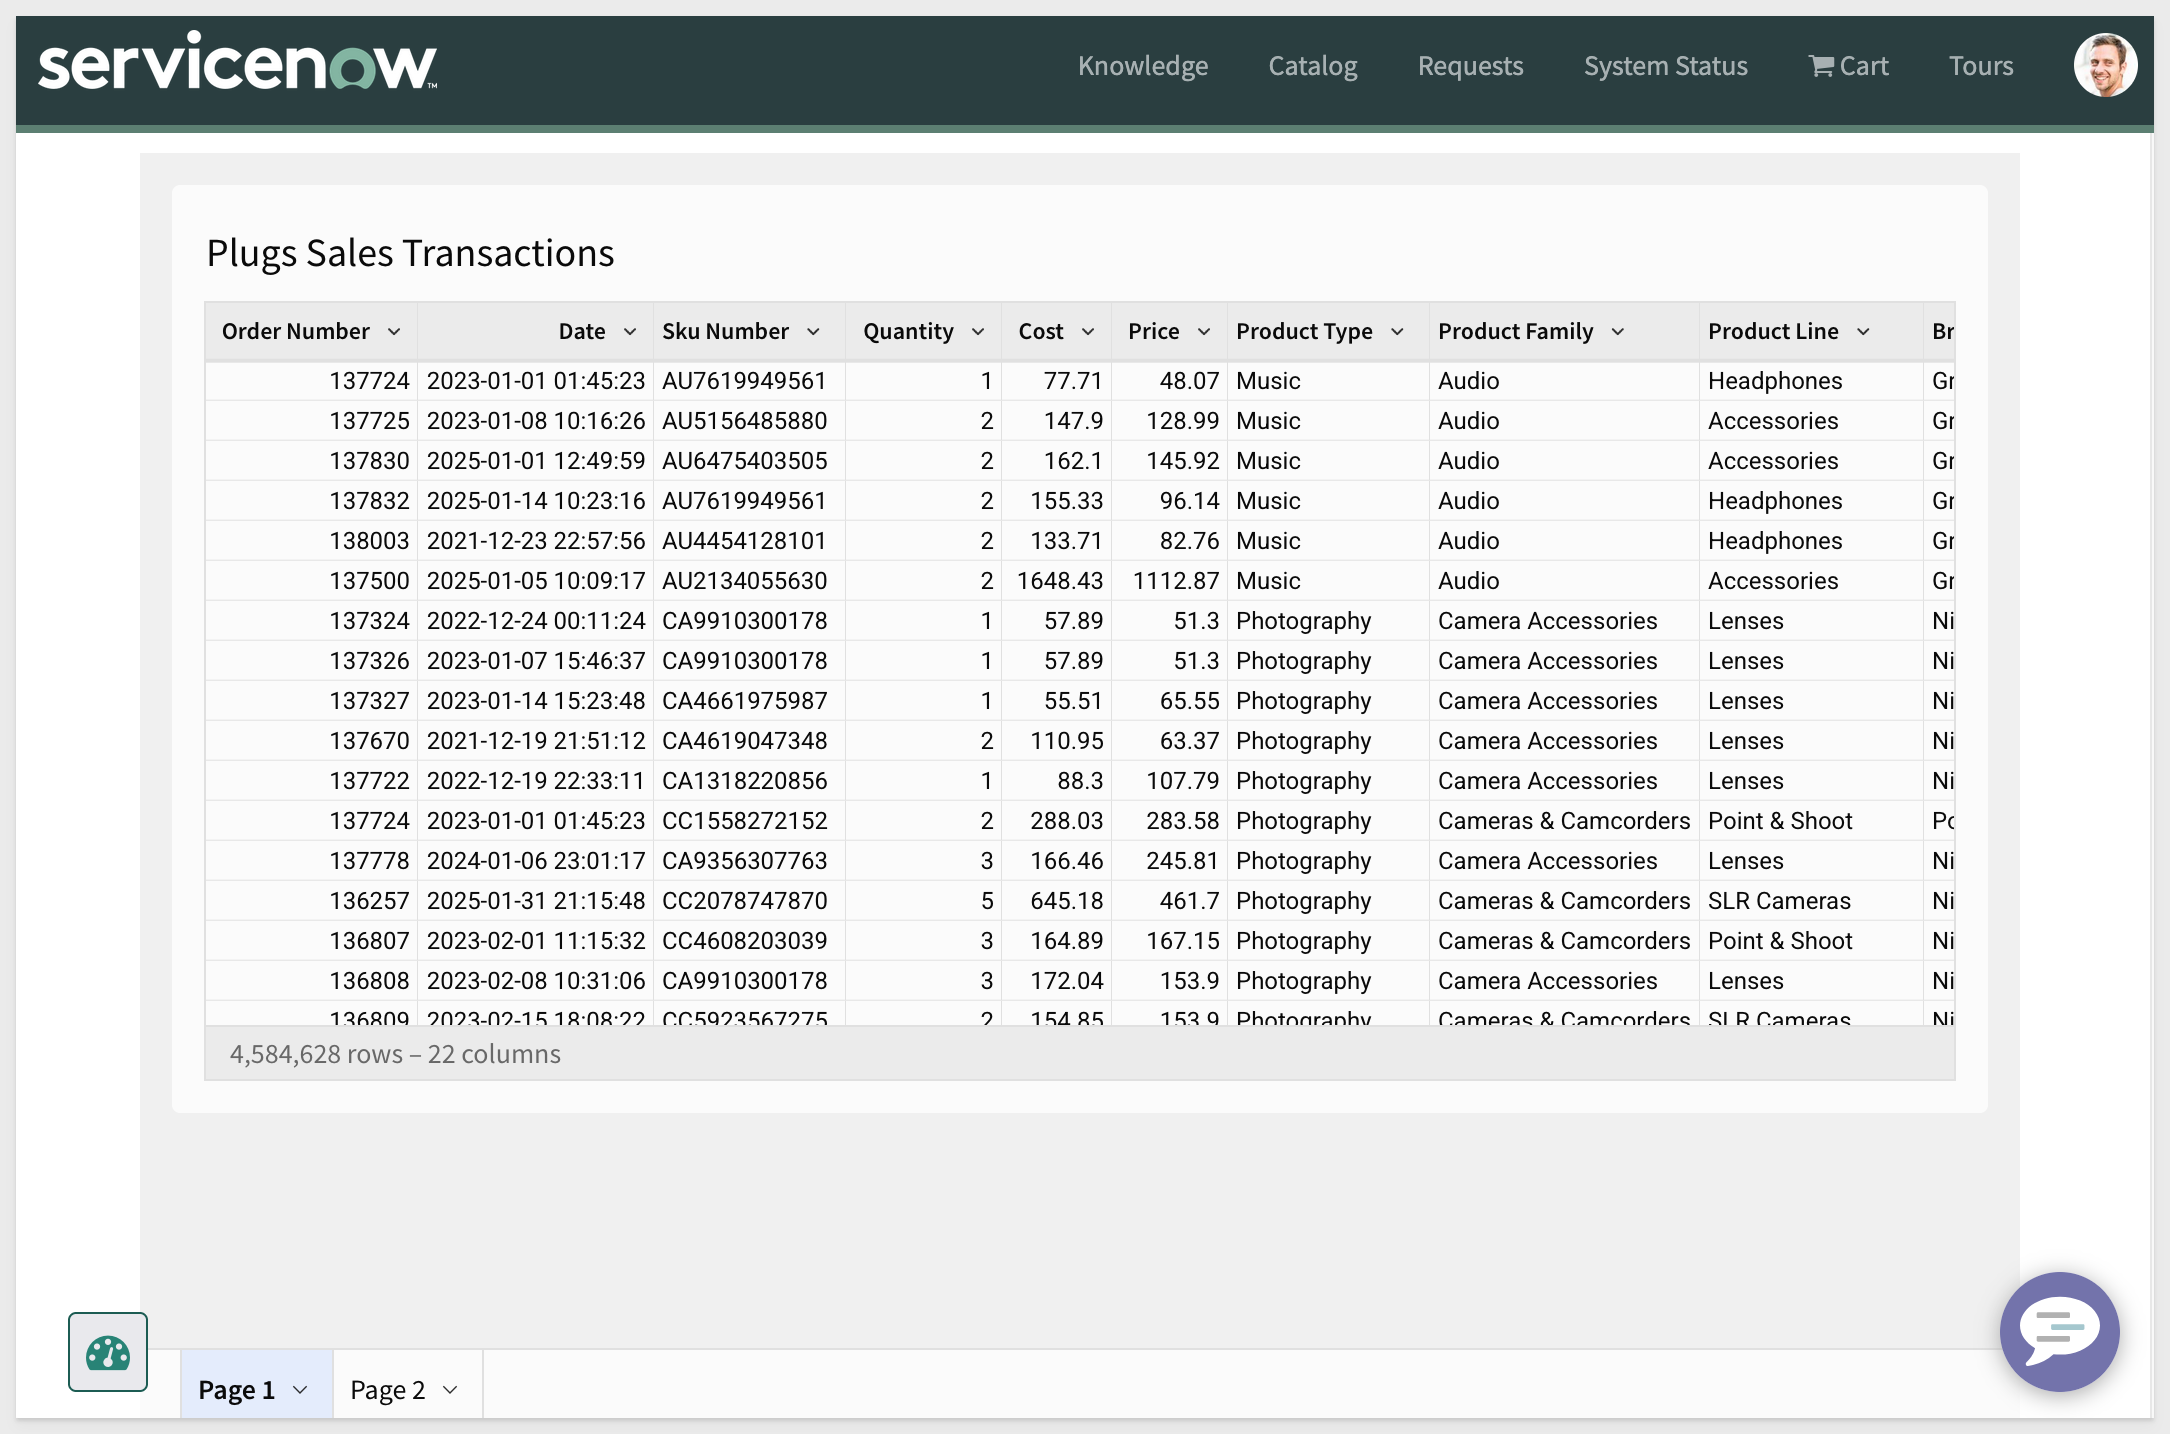 servicenow™
Knowledge Catalog Requests System Status Cart Tours
Plugs Sales Transactions
Order Number Date Sku Number Quantity Cost Price Product Type Product Family Product Line Br
137724 2023-01-01 01:45:23 AU7619949561 1 77.71 48.07 Music Audio Headphones Gr
137725 2023-01-08 10:16:26 AU5156485880 2 147.9 128.99 Music Audio Accessories Gr
137830 2025-01-01 12:49:59 AU6475403505 2 162.1 145.92 Music Audio Accessories Gr
137832 2025-01-14 10:23:16 AU7619949561 2 155.33 96.14 Music Audio Headphones Gr
138003 2021-12-23 22:57:56 AU4454128101 2 133.71 82.76 Music Audio Headphones Gr
137500 2025-01-05 10:09:17 AU2134055630 2 1648.43 1112.87 Music Audio Accessories Gr
137324 2022-12-24 00:11:24 CA9910300178 1 57.89 51.3 Photography Camera Accessories Lenses Ni
137326 2023-01-07 15:46:37 CA9910300178 1 57.89 51.3 Photography Camera Accessories Lenses Ni
137327 2023-01-14 15:23:48 CA4661975987 1 55.51 65.55 Photography Camera Accessories Lenses Ni
137670 2021-12-19 21:51:12 CA4619047348 2 110.95 63.37 Photography Camera Accessories Lenses Ni
137722 2022-12-19 22:33:11 CA1318220856 1 88.3 107.79 Photography Camera Accessories Lenses Ni
137724 2023-01-01 01:45:23 CC1558272152 2 288.03 283.58 Photography Cameras & Camcorders Point & Shoot Po
137778 2024-01-06 23:01:17 CA9356307763 3 166.46 245.81 Photography Camera Accessories Lenses Ni
136257 2025-01-31 21:15:48 CC2078747870 5 645.18 461.7 Photography Cameras & Camcorders SLR Cameras Ni
136807 2023-02-01 11:15:32 CC4608203039 3 164.89 167.15 Photography Cameras & Camcorders Point & Shoot Ni
136808 2023-02-08 10:31:06 CA9910300178 3 172.04 153.9 Photography Camera Accessories Lenses Ni
136809 2023-02-15 18:08:22 CC5923567275 2 154.85 153.9 Photography Cameras & Camcorders SLR Cameras Ni
4,584,628 rows – 22 columns
Page 1 Page 2